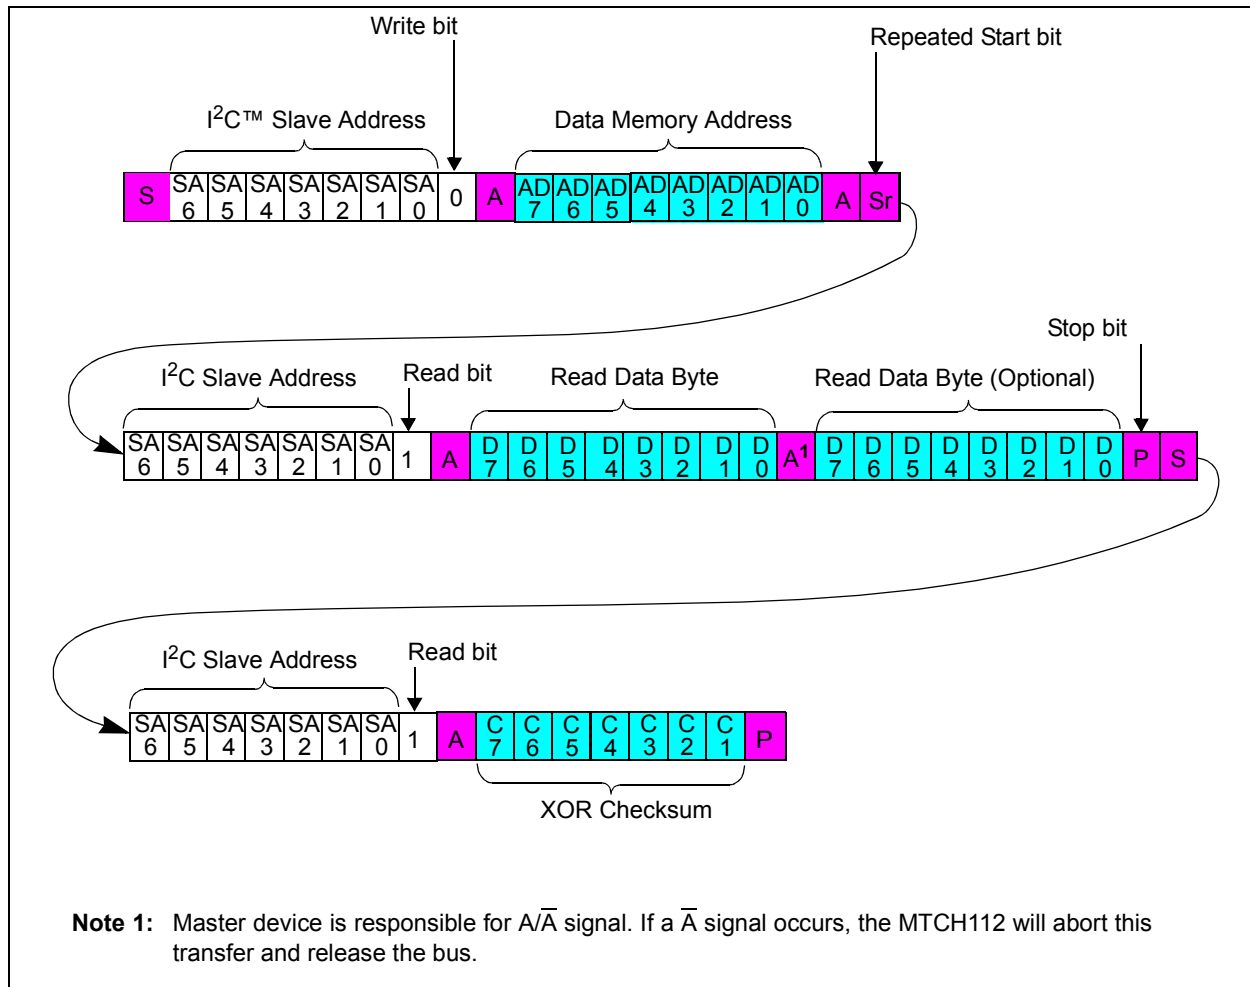 Write bit
Repeated Start bit
I²C™ Slave Address
Data Memory Address
S SA6 SA5 SA4 SA3 SA2 SA1 SA0 0 A AD7 AD6 AD5 AD4 AD3 AD2 AD1 AD0 A Sr
Stop bit
I²C Slave Address
Read bit
Read Data Byte
Read Data Byte (Optional)
SA6 SA5 SA4 SA3 SA2 SA1 SA0 1 A D7 D6 D5 D4 D3 D2 D1 D0 A¹ D7 D6 D5 D4 D3 D2 D1 D0 P S
I²C Slave Address
Read bit
SA6 SA5 SA4 SA3 SA2 SA1 SA0 1 A C7 C6 C5 C4 C3 C2 C1 P
XOR Checksum
Note 1: Master device is responsible for A/A̅ signal. If a A̅ signal occurs, the MTCH112 will abort this
transfer and release the bus.